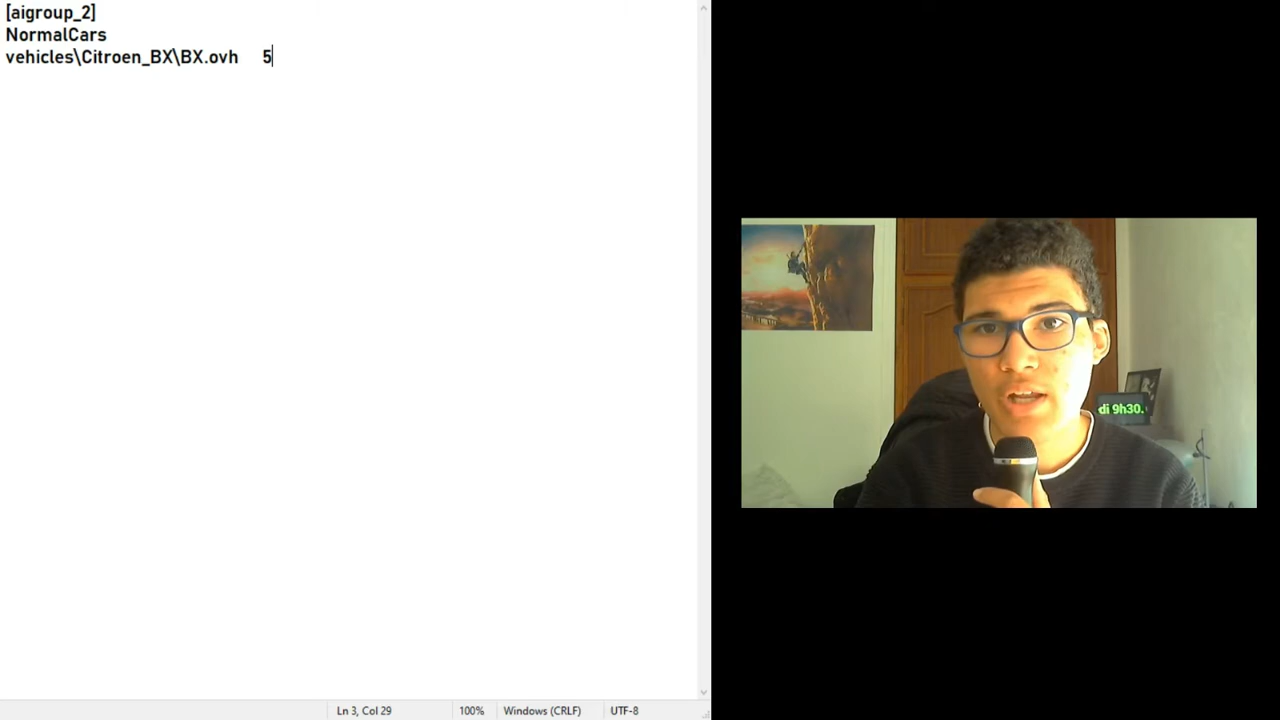 [aigroup_2]
NormalCars
vehicles\Citroen_BX\BX.ovh	5
di 9h30.
Ln 3, Col 29
100%
Windows (CRLF)
UTF-8